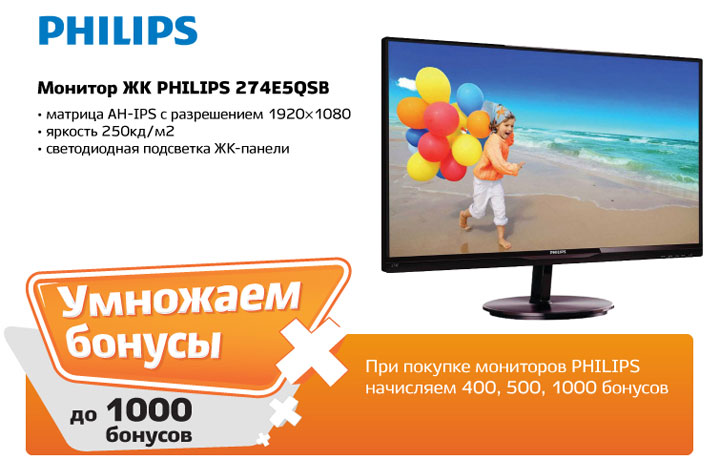 PHILIPS
Монитор ЖК PHILIPS 274E5QSB
• матрица AH-IPS с разрешением 1920×1080
• яркость 250кд/м2
• светодиодная подсветка ЖК-панели
PHILIPS
Умножаем
бонусы
до 1000
бонусов
При покупке мониторов PHILIPS
начисляем 400, 500, 1000 бонусов